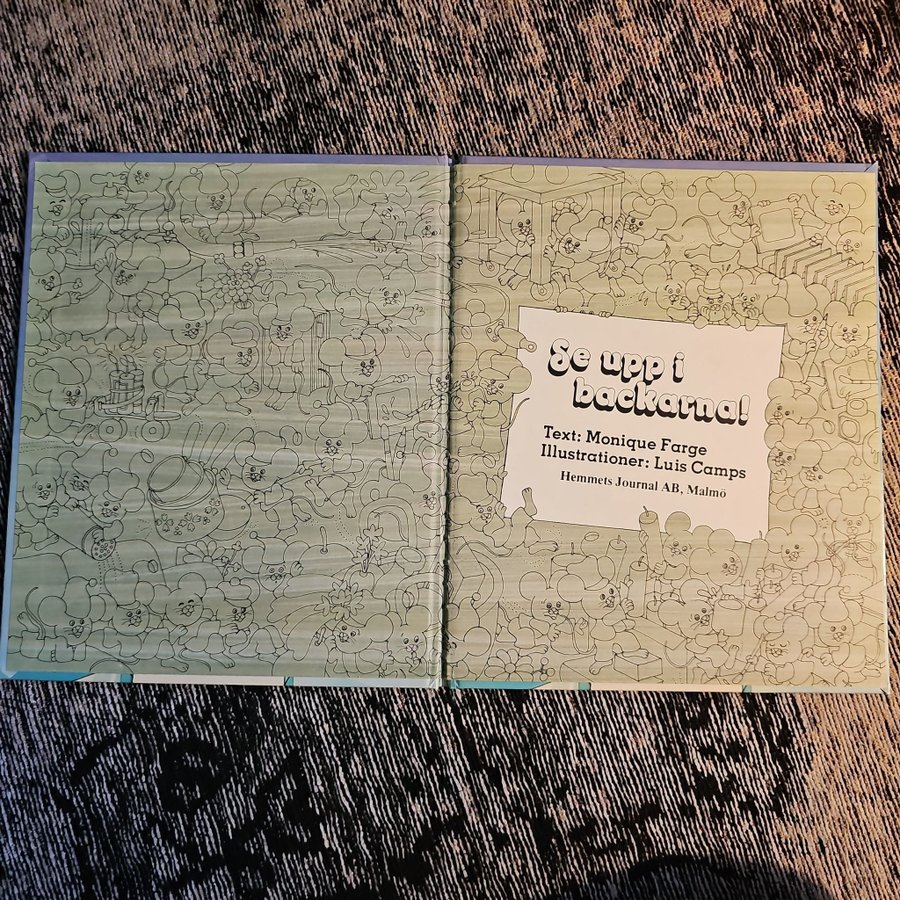 Se upp i
backarna!
Text: Monique Farge
Illustrationer: Luis Camps
Hemmets Journal AB, Malmö